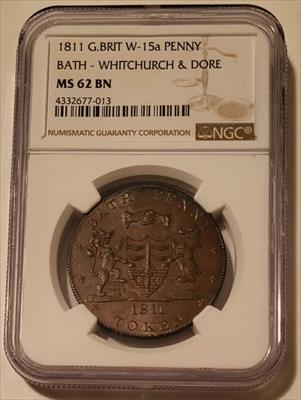 1811 G.BRIT W-15a PENNY
BATH - WHITCHURCH & DORE
MS 62 BN
4332677-013
NUMISMATIC GUARANTY CORPORATION
NGC
BATH PENNY
1811
TOKEN